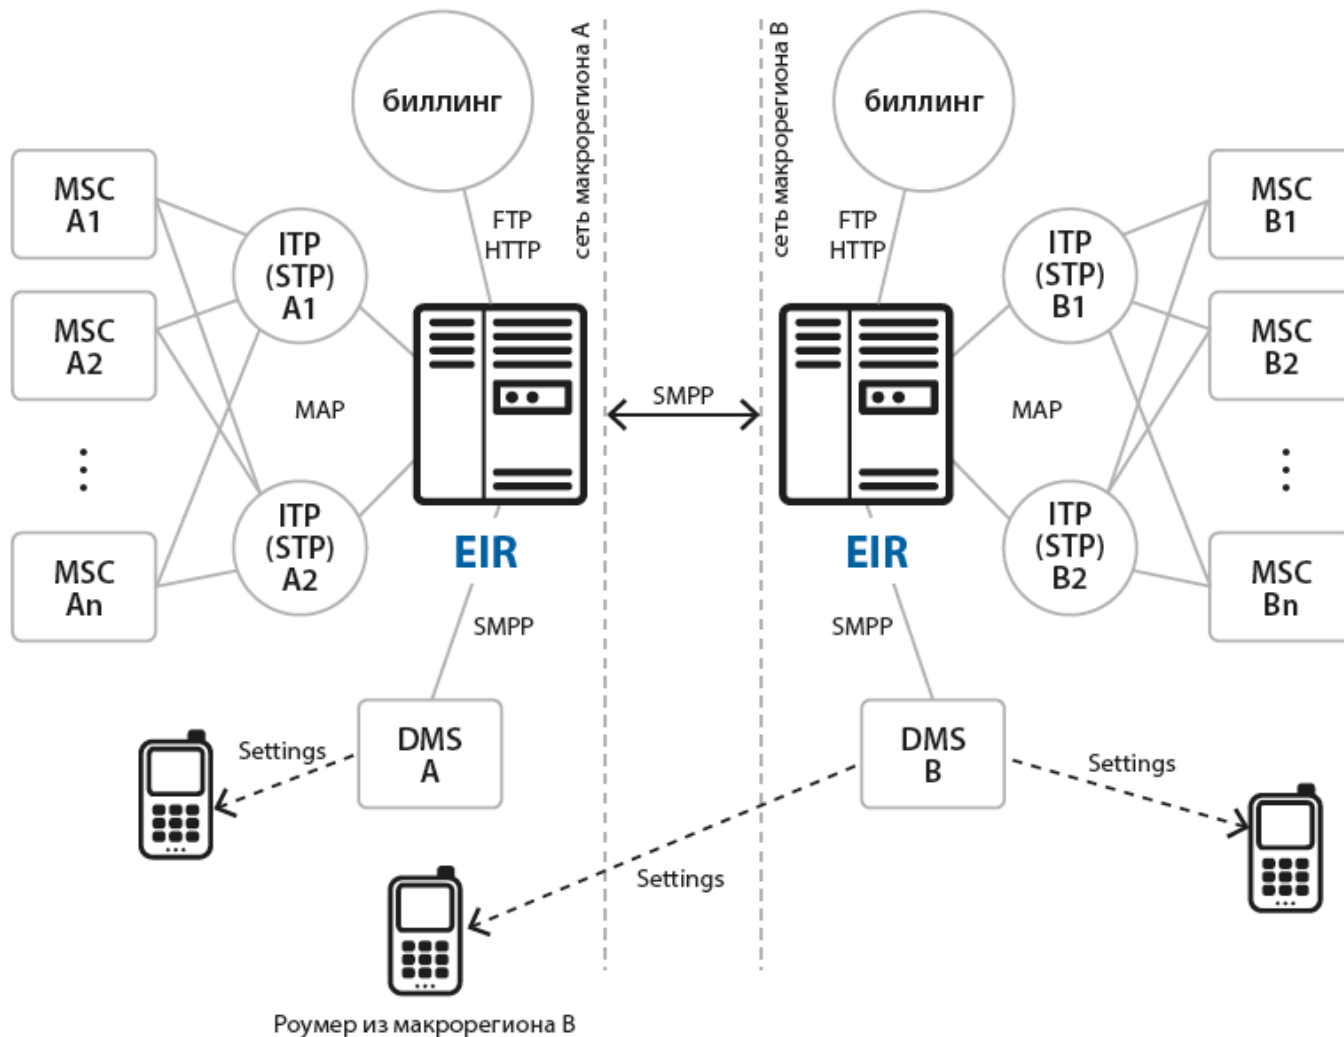 биллинг
сеть макрорегиона А
сеть макрорегиона В
биллинг
MSC
A1
ITP
(STP)
A1
FTP
HTTP
FTP
HTTP
ITP
(STP)
B1
MSC
B1
MSC
A2
MAP
SMPP
MAP
MSC
B2
MSC
An
ITP
(STP)
A2
EIR
EIR
ITP
(STP)
B2
MSC
Bn
SMPP
SMPP
DMS
A
Settings
DMS
B
Settings
Settings
Роумер из макрорегиона В